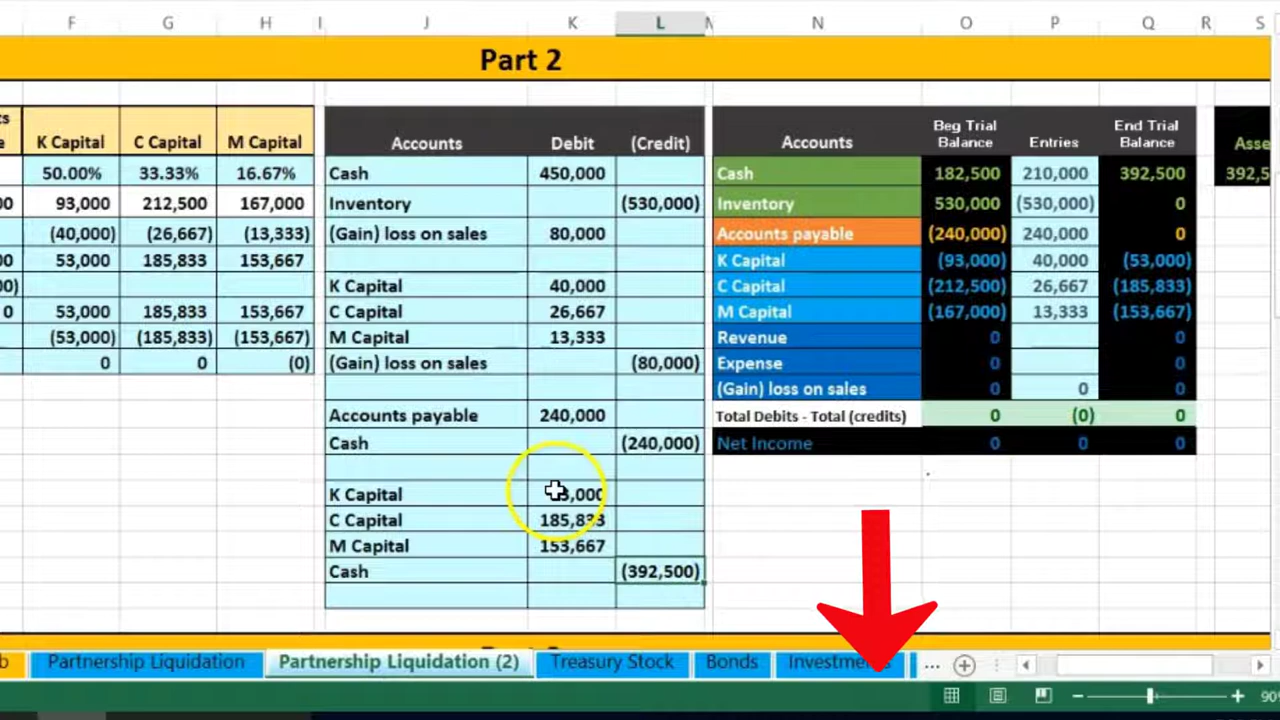 F G H I J K L M N O P Q R S
Part 2
ts K Capital C Capital M Capital
50.00% 33.33% 16.67%
00 93,000 212,500 167,000
(40,000) (26,667) (13,333)
00 53,000 185,833 153,667
00)
0 53,000 185,833 153,667
(53,000) (185,833) (153,667)
0 0 (0)
Accounts Debit (Credit)
Cash 450,000
Inventory (530,000)
(Gain) loss on sales 80,000
K Capital 40,000
C Capital 26,667
M Capital 13,333
(Gain) loss on sales (80,000)
Accounts payable 240,000
Cash (240,000)
K Capital 3,000
C Capital 185,833
M Capital 153,667
Cash (392,500)
Beg Trial End Trial
Accounts Balance Entries Balance
Cash 182,500 210,000 392,500
Inventory 530,000 (530,000) 0
Accounts payable (240,000) 240,000 0
K Capital (93,000) 40,000 (53,000)
C Capital (212,500) 26,667 (185,833)
M Capital (167,000) 13,333 (153,667)
Revenue 0 0
Expense 0 0
(Gain) loss on sales 0 0 0
Total Debits - Total (credits) 0 (0) 0
Net Income 0 0 0
Asse
392,5
b Partnership Liquidation Partnership Liquidation (2) Treasury Stock Bonds Investmen ...
90